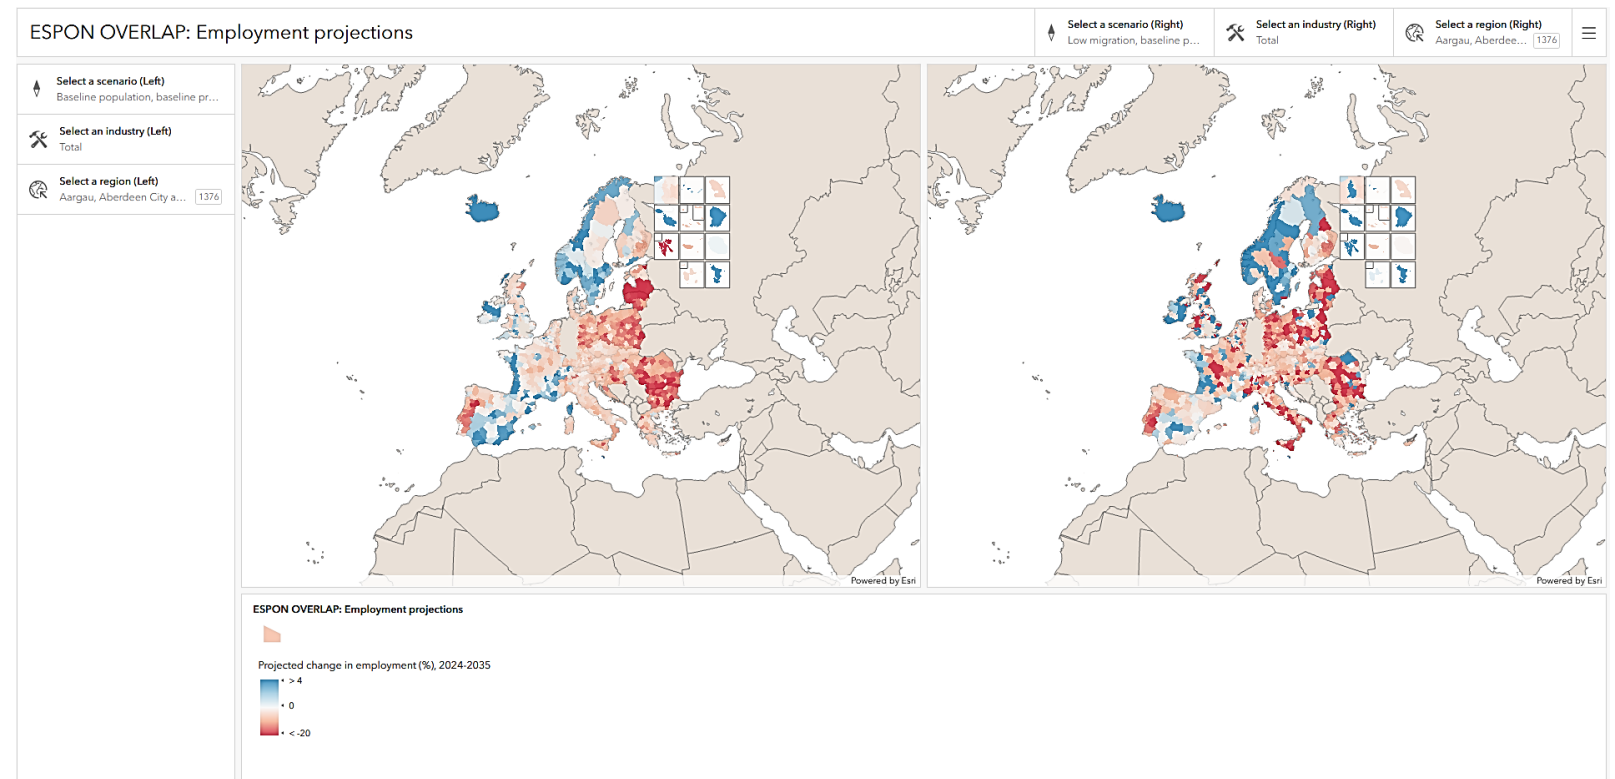 ESPON OVERLAP: Employment projections
Select a scenario (Right)
Low migration, baseline p...
Select an industry (Right)
Total
Select a region (Right)
Aargau, Aberdee... 1376
Select a scenario (Left)
Baseline population, baseline pr...
Select an industry (Left)
Total
Select a region (Left)
Aargau, Aberdeen City a... 1376
Powered by Esri
Powered by Esri
ESPON OVERLAP: Employment projections
Projected change in employment (%), 2024-2035
> 4
0
< -20